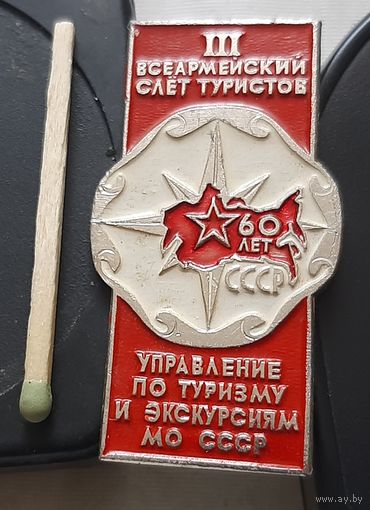 III
ВСЕАРМЕЙСКИЙ
СЛЁТ ТУРИСТОВ
60
ЛЕТ
СССР
УПРАВЛЕНИЕ
ПО ТУРИЗМУ
И ЭКСКУРСИЯМ
МО СССР
www.ay.by